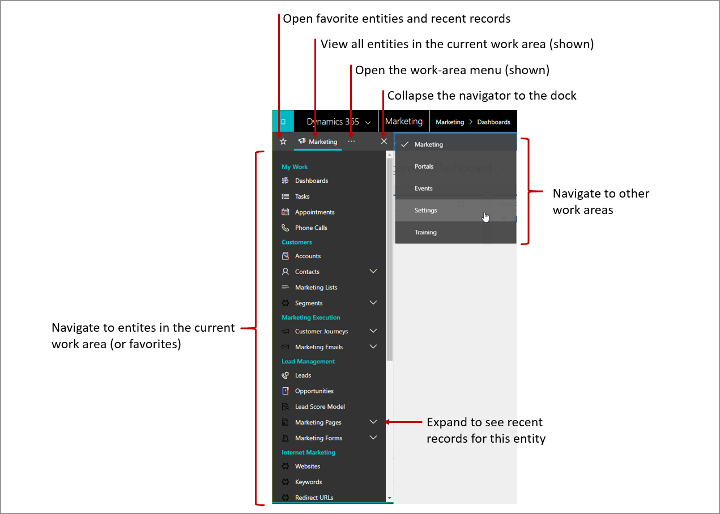 Open favorite entities and recent records
View all entities in the current work area (shown)
Open the work-area menu (shown)
Collapse the navigator to the dock
Dynamics 365 Marketing Marketing > Dashboards
Marketing ...
My Work
Dashboards
Tasks
Appointments
Phone Calls
Customers
Accounts
Contacts
Marketing Lists
Segments
Marketing Execution
Customer Journeys
Marketing Emails
Lead Management
Leads
Opportunities
Lead Score Model
Marketing Pages
Marketing Forms
Internet Marketing
Websites
Keywords
Redirect URLs
Marketing
Portals
Events
Settings
Training
Navigate to other
work areas
Navigate to entites in the current
work area (or favorites)
Expand to see recent
records for this entity